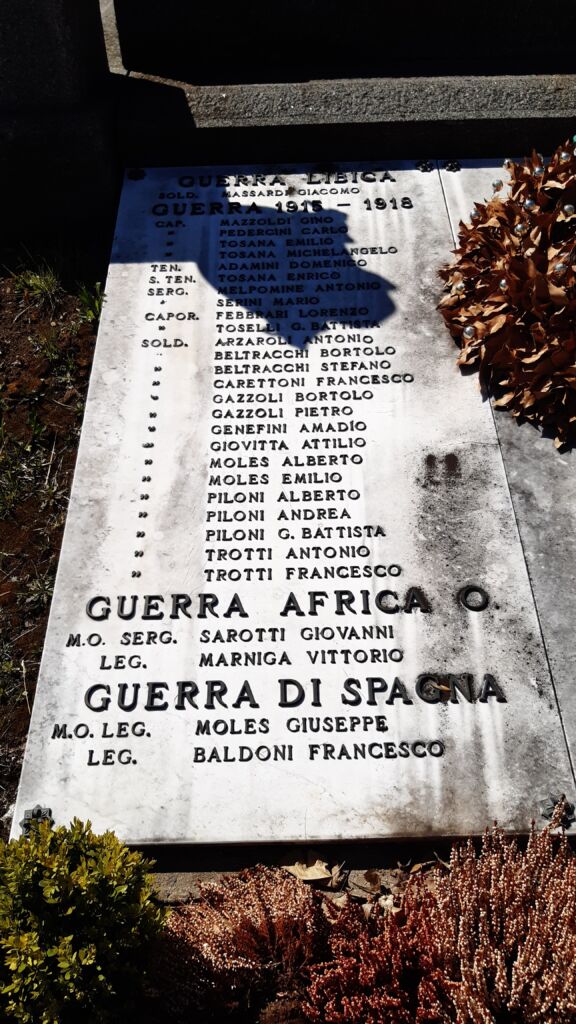 GUERRA LIBICA
SOLD. MASSARDI GIACOMO
GUERRA 1915 - 1918
CAP. MAZZOLDI GINO
" PEDERCINI CARLO
" TOSANA EMILIO
" TOSANA MICHELANGELO
TEN. ADAMINI DOMENICO
S. TEN. TOSANA ENRICO
SERG. MELPOMINE ANTONIO
" SERINI MARIO
CAPOR. FEBBRARI LORENZO
" TOSELLI G. BATTISTA
SOLD. ARZAROLI ANTONIO
" BELTRACCHI BORTOLO
" BELTRACCHI STEFANO
" CARETTONI FRANCESCO
" GAZZOLI BORTOLO
" GAZZOLI PIETRO
" GENEFINI AMADIO
" GIOVITTA ATTILIO
" MOLES ALBERTO
" MOLES EMILIO
" PILONI ALBERTO
" PILONI ANDREA
" PILONI G. BATTISTA
" TROTTI ANTONIO
" TROTTI FRANCESCO
GUERRA AFRICA O.
M.O. SERG. SAROTTI GIOVANNI
LEG. MARNIGA VITTORIO
GUERRA DI SPAGNA
M.O. LEG. MOLES GIUSEPPE
LEG. BALDONI FRANCESCO